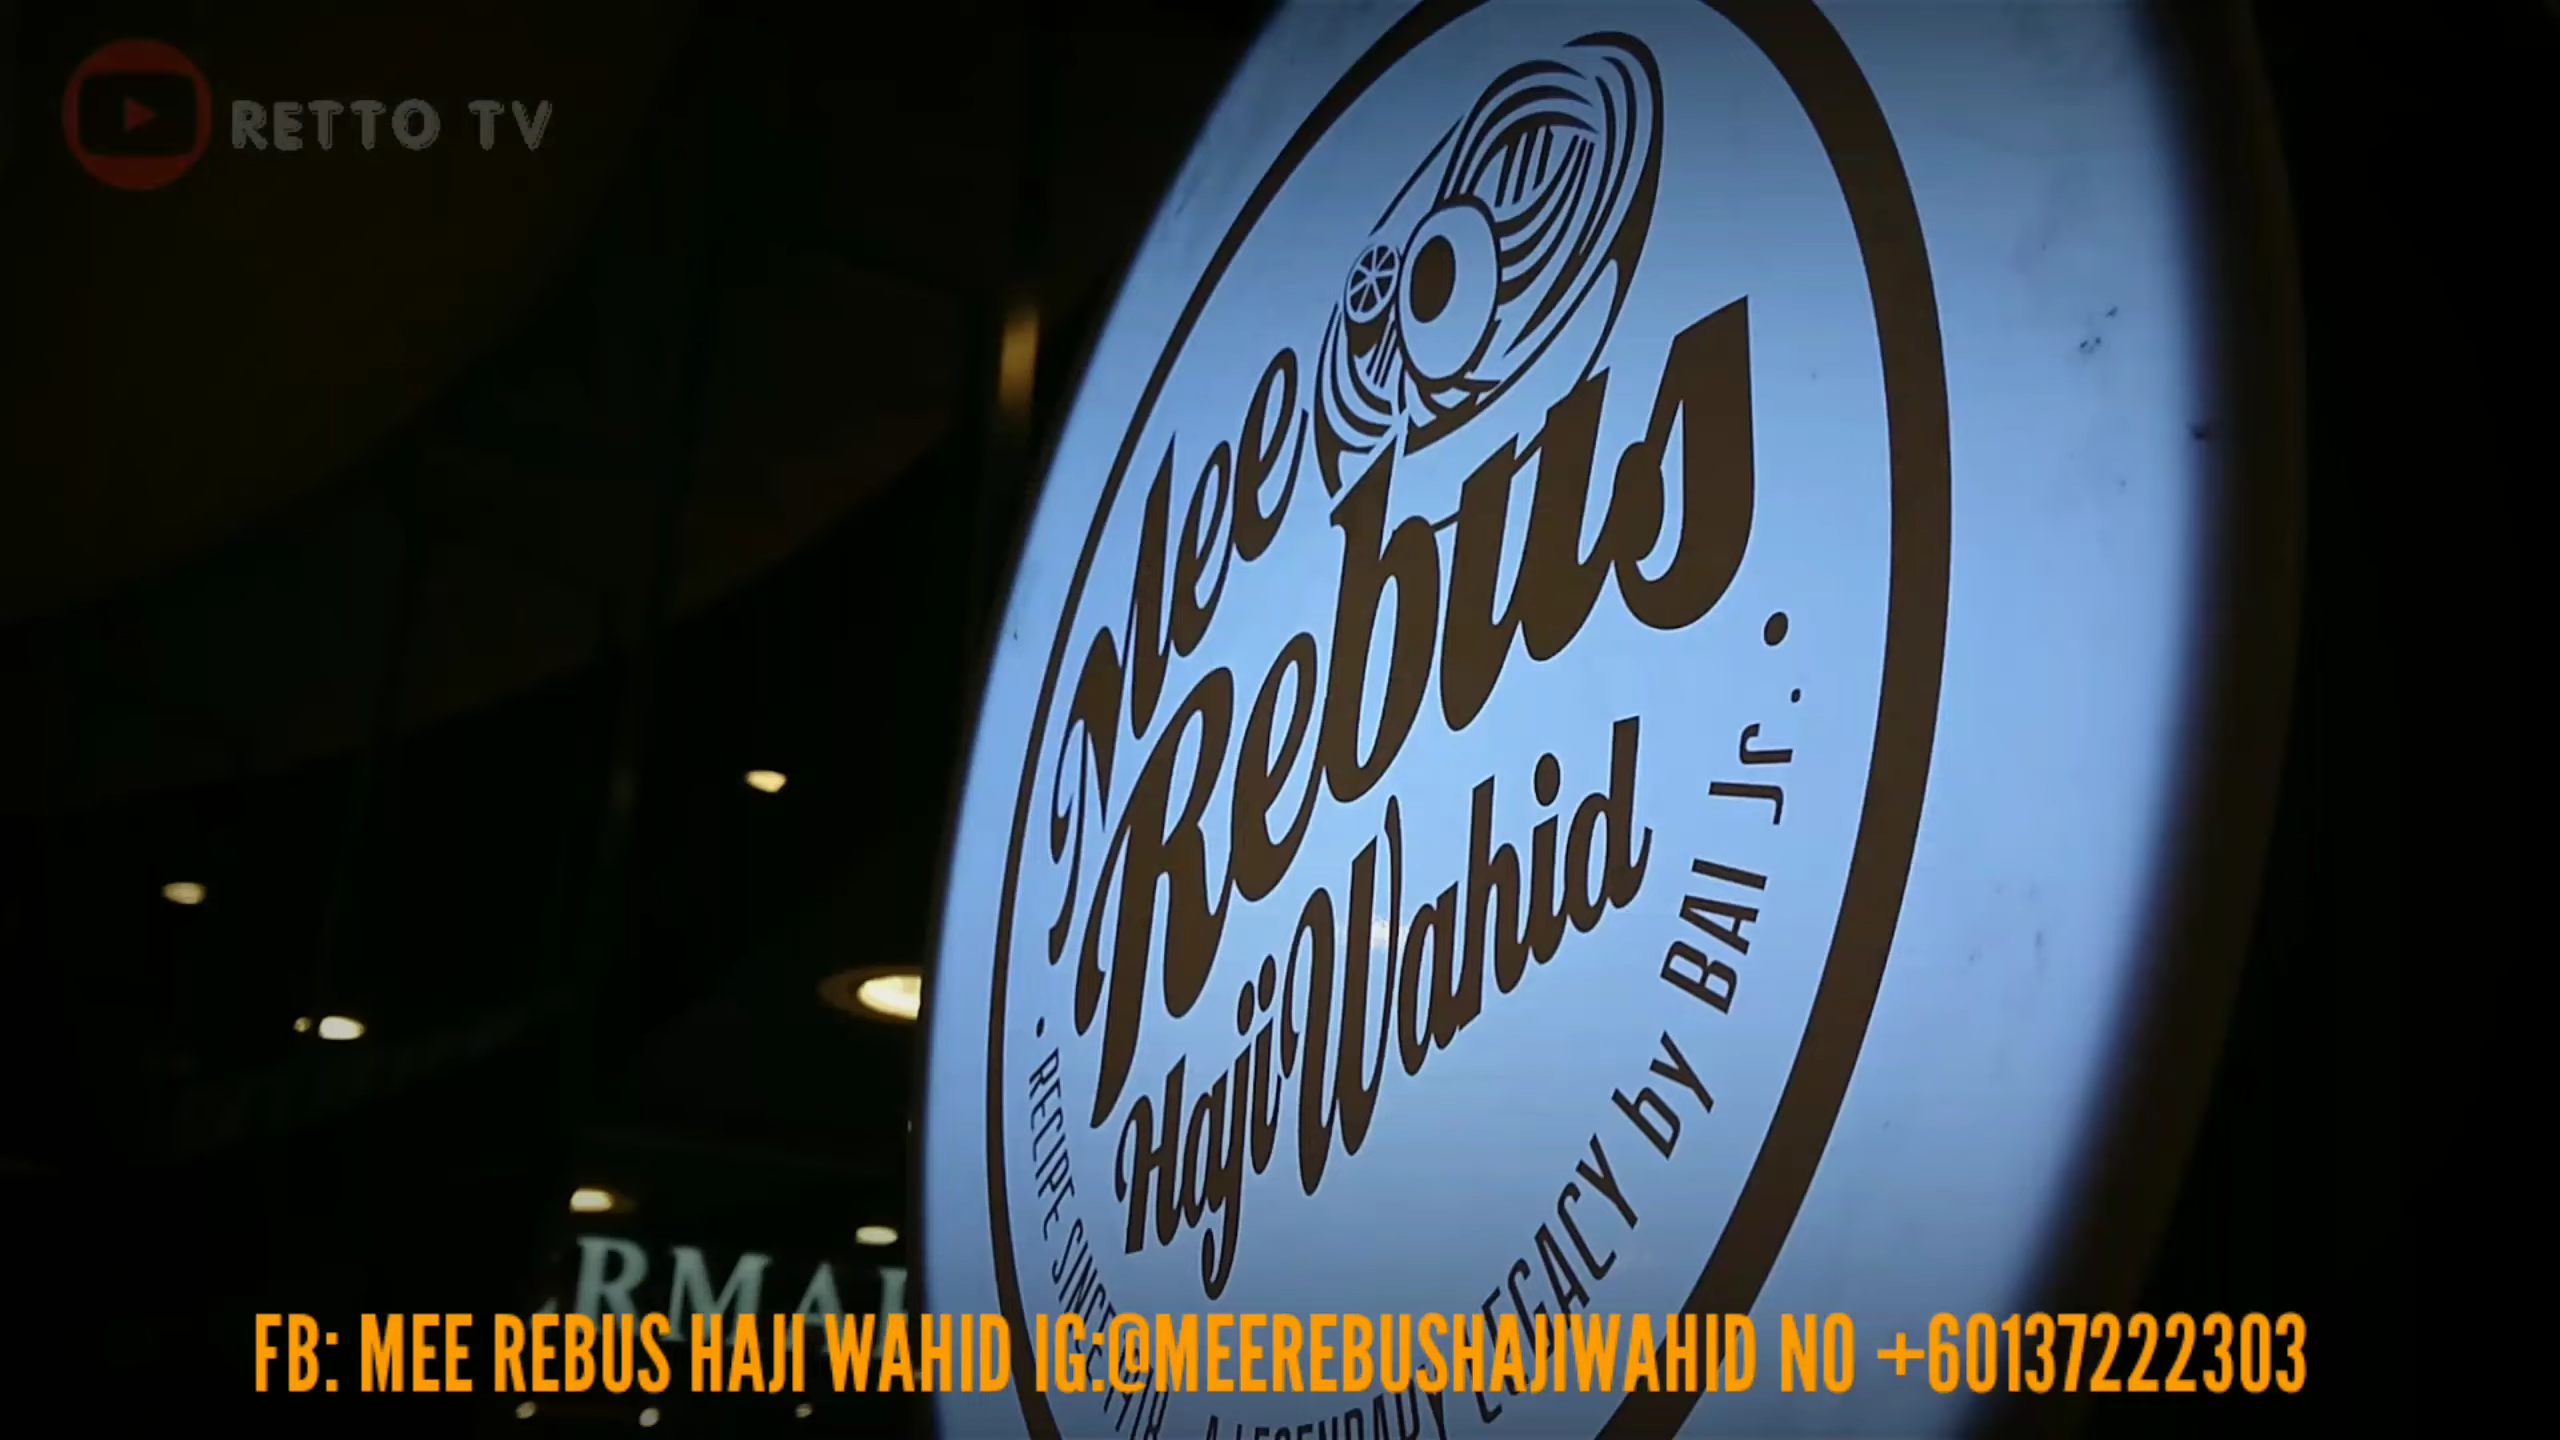 RETTO TV
Mee
Rebus
Haji Wahid
• RECIPE SINCE
A LEGENDARY LEGACY by BAI Jr. •
FB: MEE REBUS HAJI WAHID IG:@MEEREBUSHAJIWAHID NO +60137222303